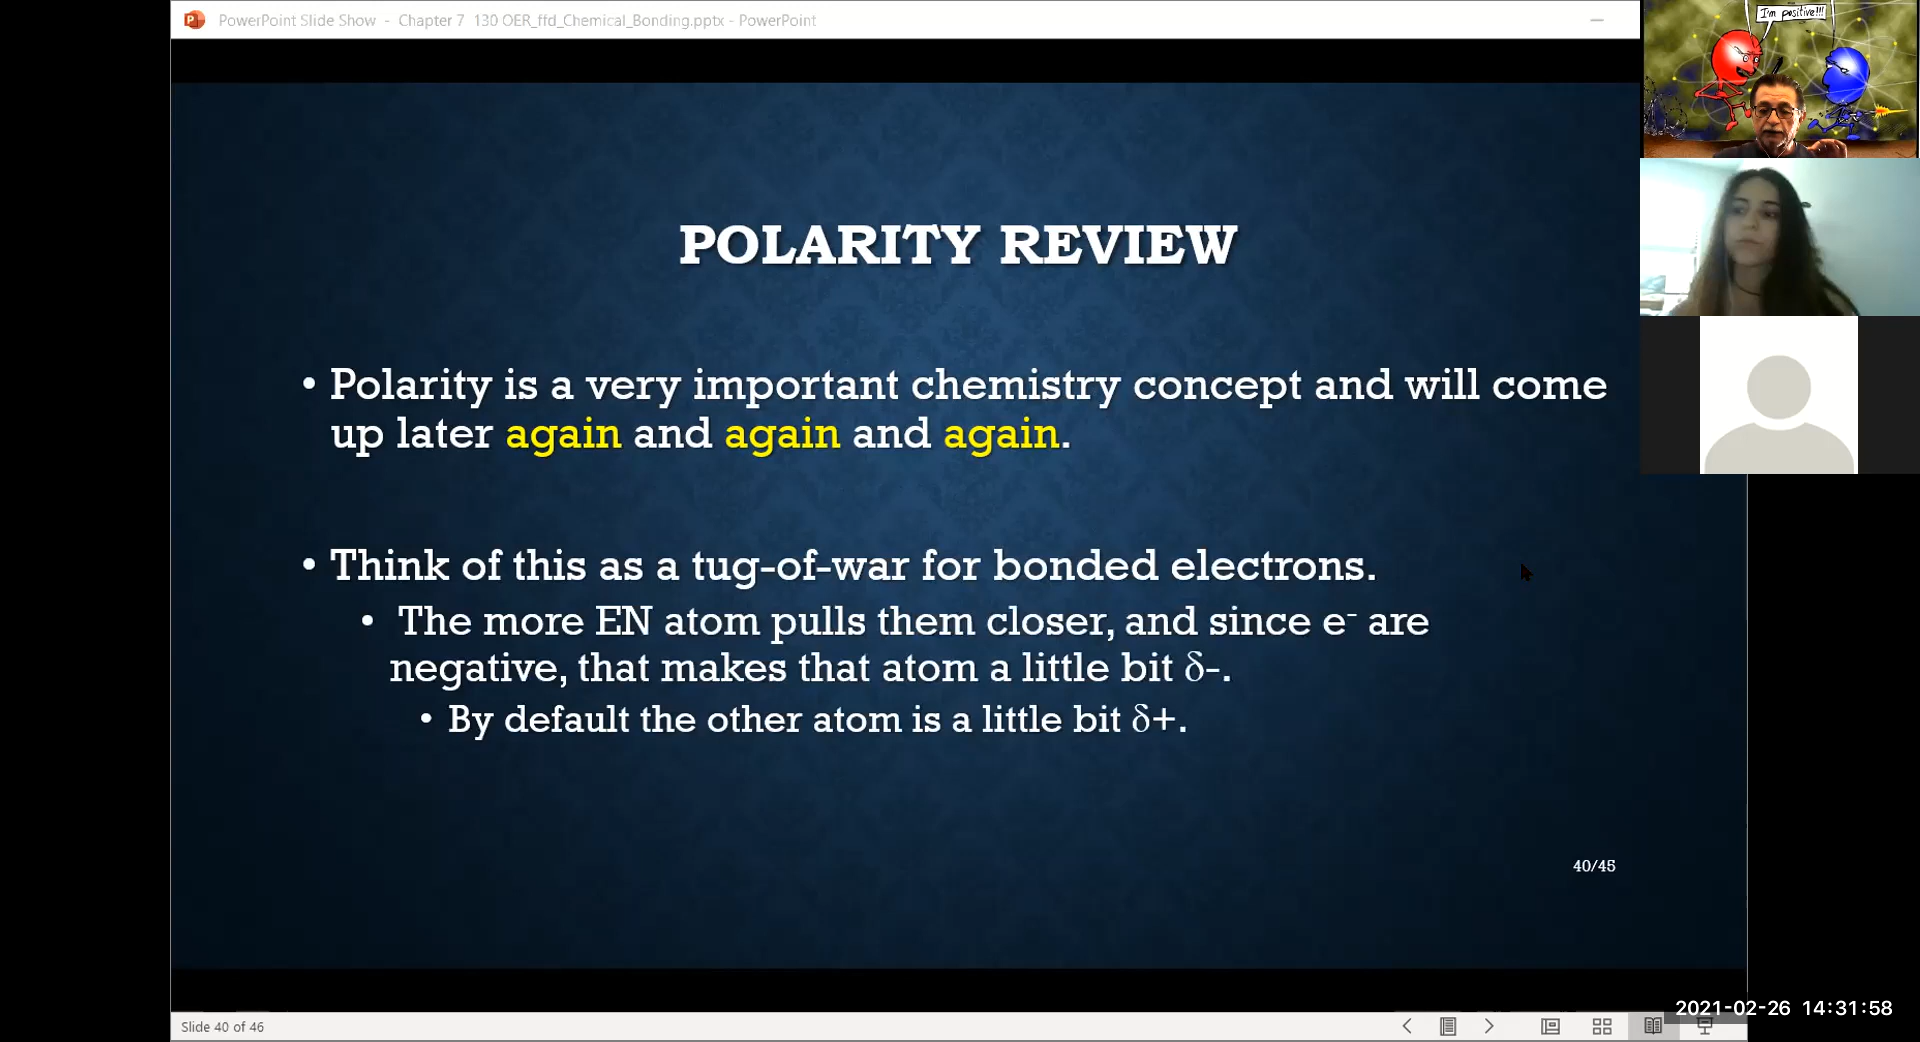 PowerPoint Slide Show - Chapter 7 130 OER_ffd_Chemical_Bonding.pptx - PowerPoint
I'm positive!!!
POLARITY REVIEW
• Polarity is a very important chemistry concept and will come
up later again and again and again.
• Think of this as a tug-of-war for bonded electrons.
• The more EN atom pulls them closer, and since e⁻ are
negative, that makes that atom a little bit δ-.
• By default the other atom is a little bit δ+.
40/45
2021-02-26 14:31:58
Slide 40 of 46